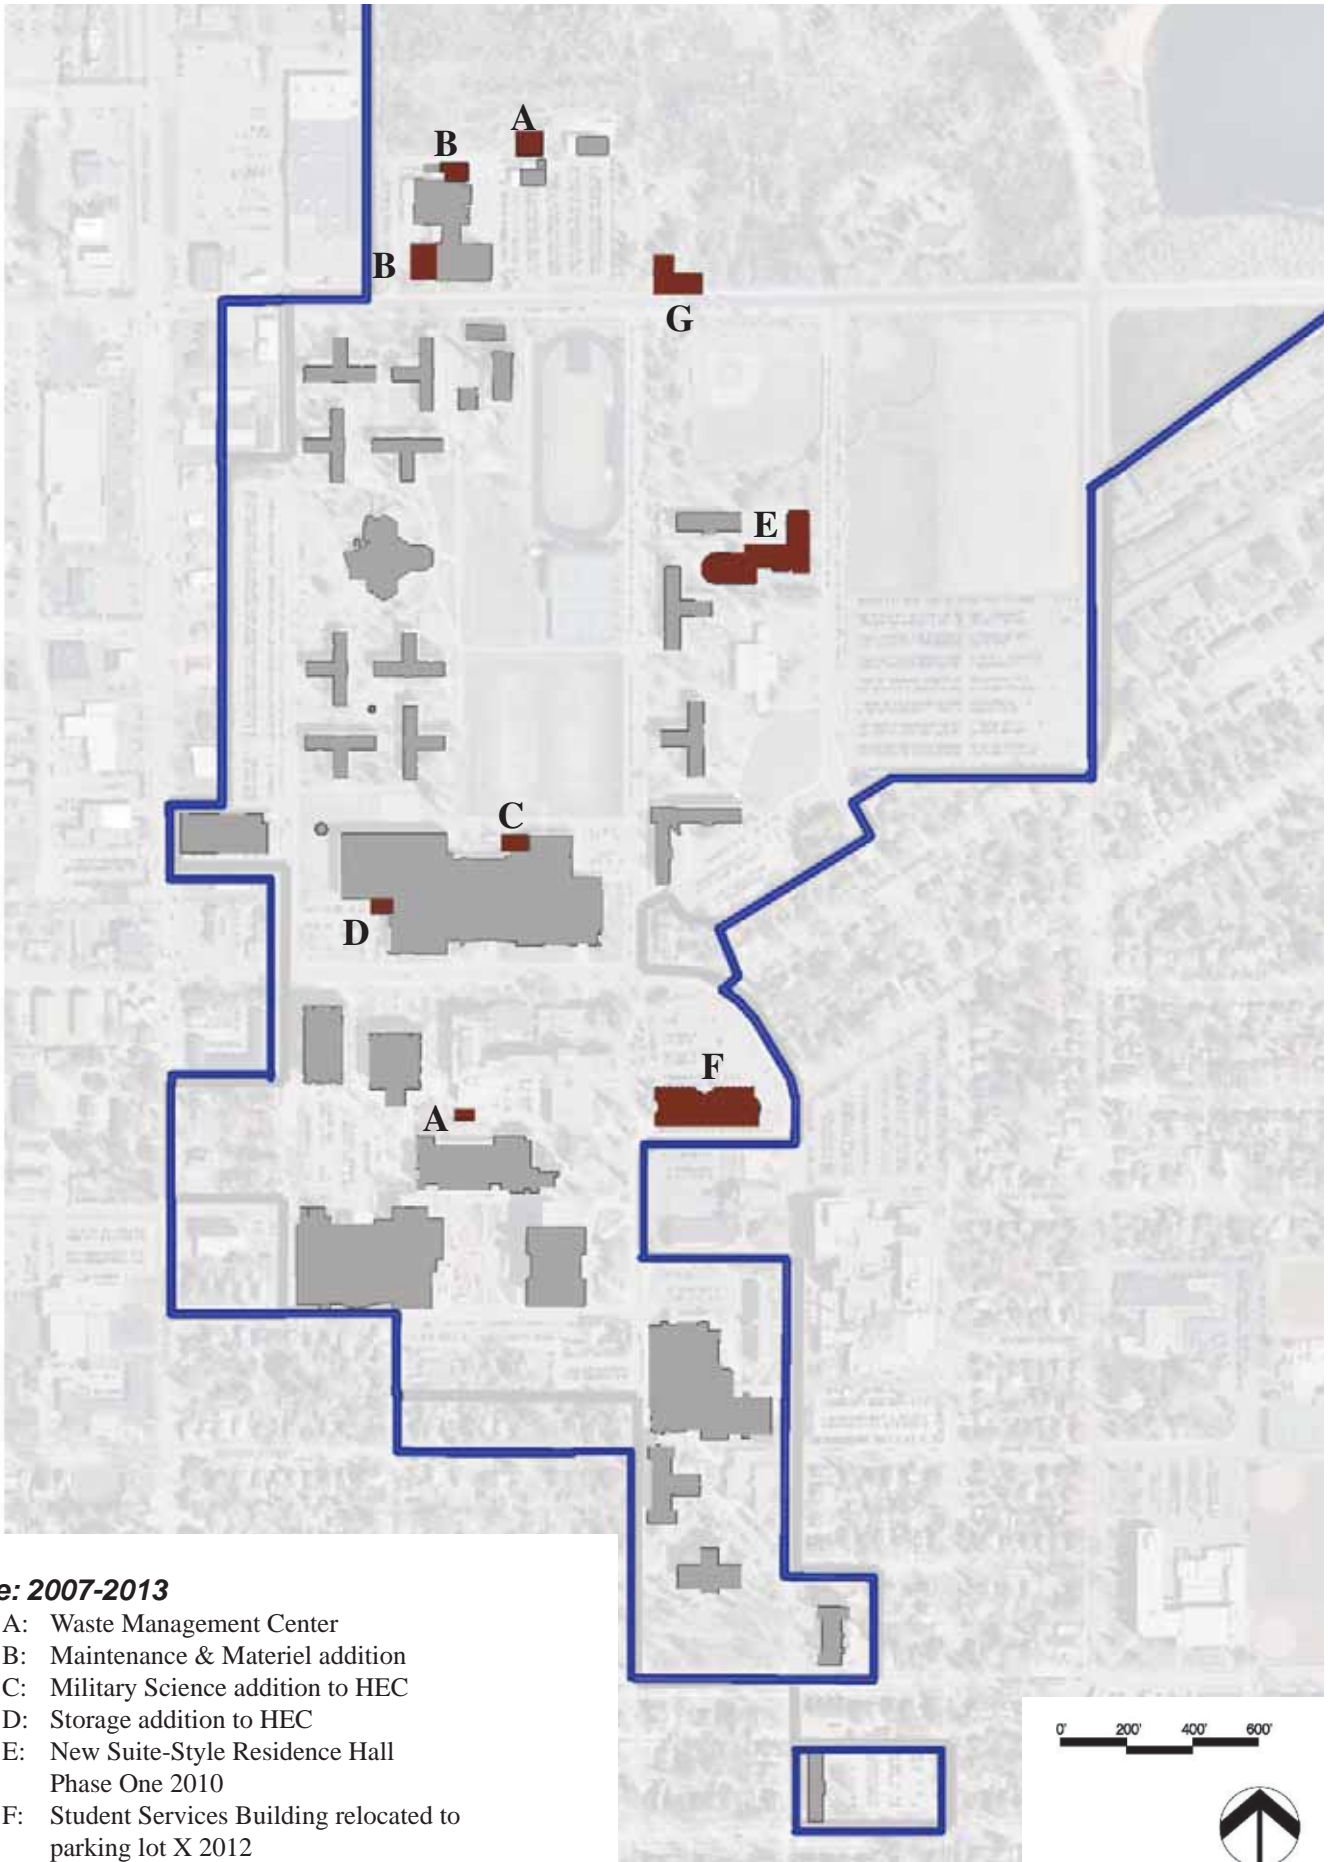 A
B
B
G
E
C
D
F
A
e: 2007-2013
A: Waste Management Center
B: Maintenance & Materiel addition
C: Military Science addition to HEC
D: Storage addition to HEC
E: New Suite-Style Residence Hall
Phase One 2010
F: Student Services Building relocated to
parking lot X 2012
0' 200' 400' 600'